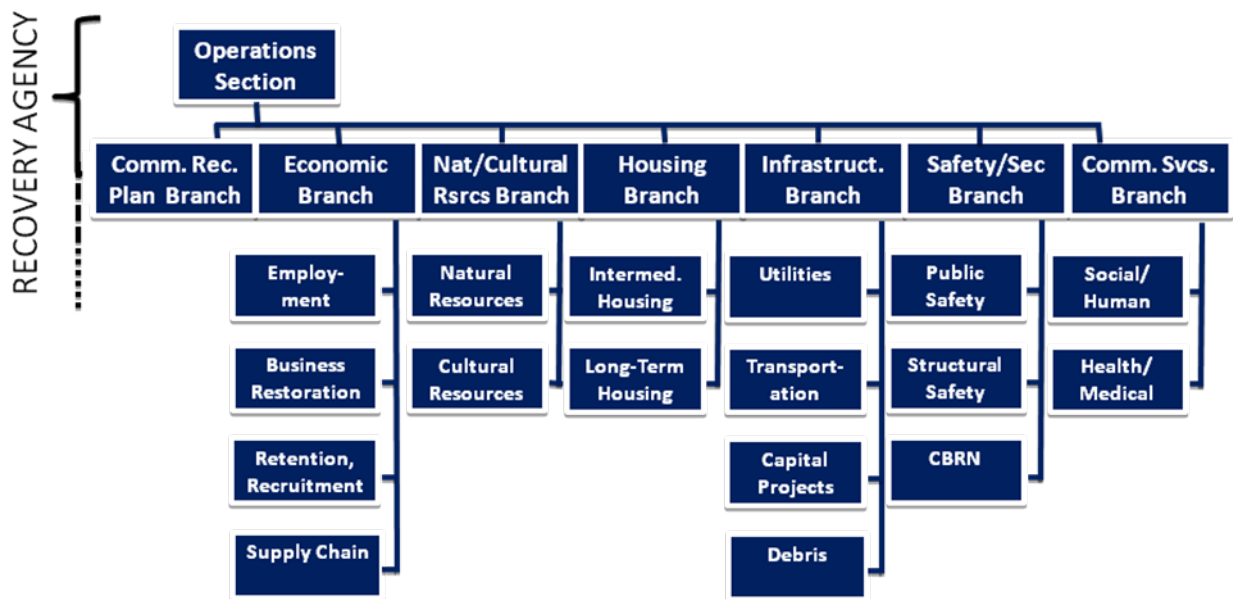 RECOVERY AGENCY
Operations
Section
Comm. Rec.
Plan Branch
Economic
Branch
Nat/Cultural
Rsrcs Branch
Housing
Branch
Infrastruct.
Branch
Safety/Sec
Branch
Comm. Svcs.
Branch
Employ-
ment
Business
Restoration
Retention,
Recruitment
Supply Chain
Natural
Resources
Cultural
Resources
Intermed.
Housing
Long-Term
Housing
Utilities
Transport-
ation
Capital
Projects
Debris
Public
Safety
Structural
Safety
CBRN
Social/
Human
Health/
Medical